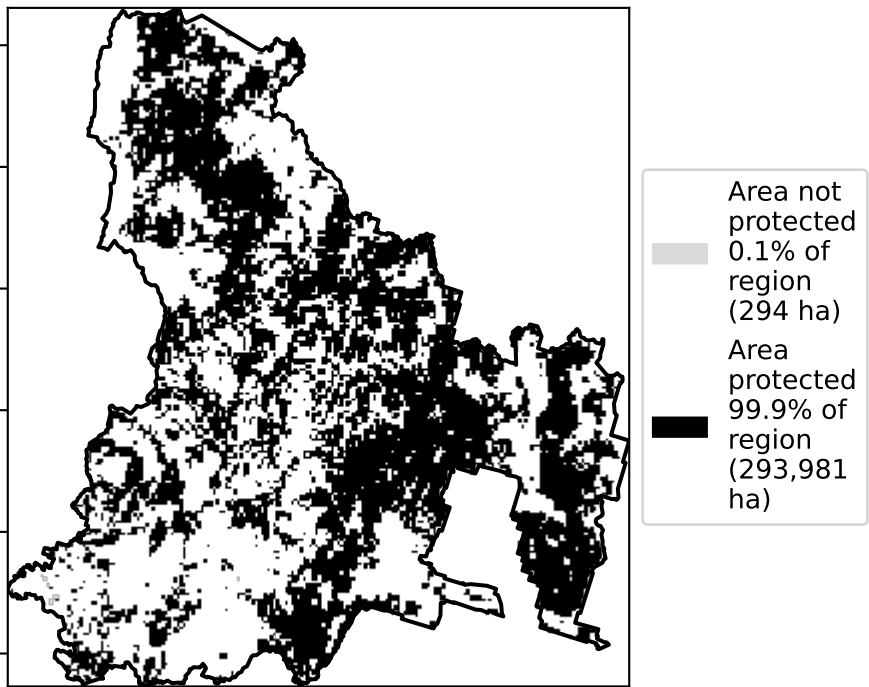 Area not
protected
0.1% of
region
(294 ha)
Area
protected
99.9% of
region
(293,981
ha)